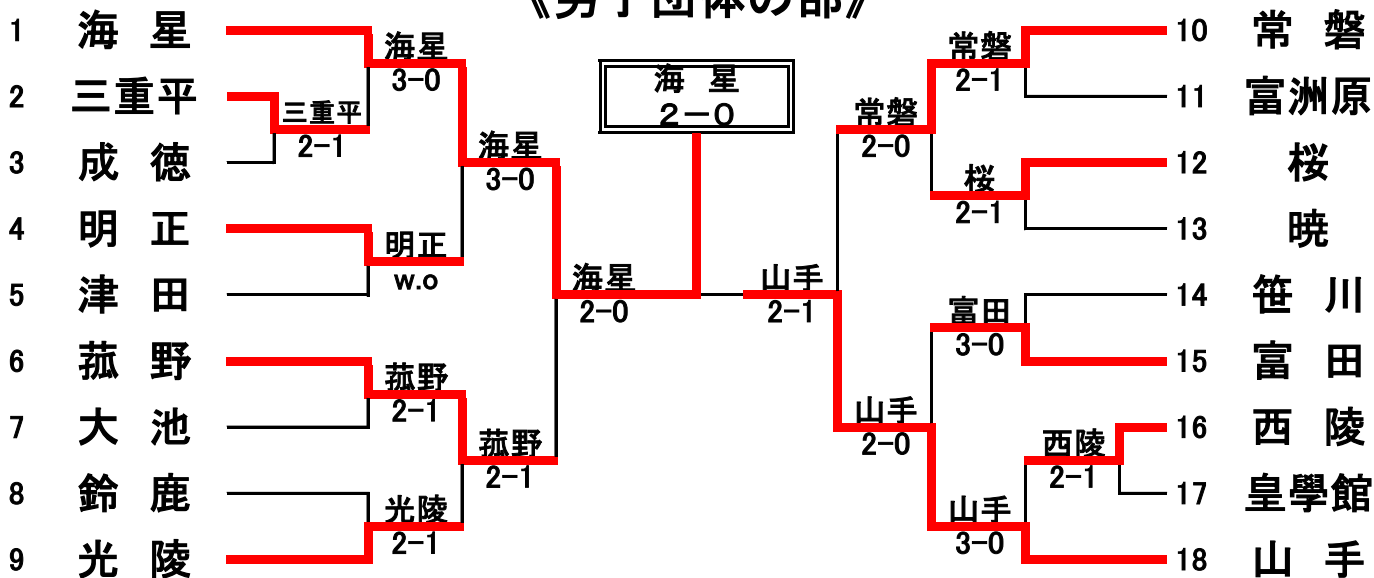 《男子団体の部》
海 星
2－0
1 海 星
2 三重平
3 成 徳
4 明 正
5 津 田
6 菰 野
7 大 池
8 鈴 鹿
9 光 陵
三重平
2-1
海星
3-0
明正
w.o
菰野
2-1
光陵
2-1
海星
3-0
菰野
2-1
海星
2-0
山手
2-1
常磐
2-0
山手
2-0
常磐
2-1
桜
2-1
富田
3-0
山手
3-0
西陵
2-1
10 常 磐
11 富洲原
12 桜
13 暁
14 笹 川
15 富 田
16 西 陵
17 皇學館
18 山 手